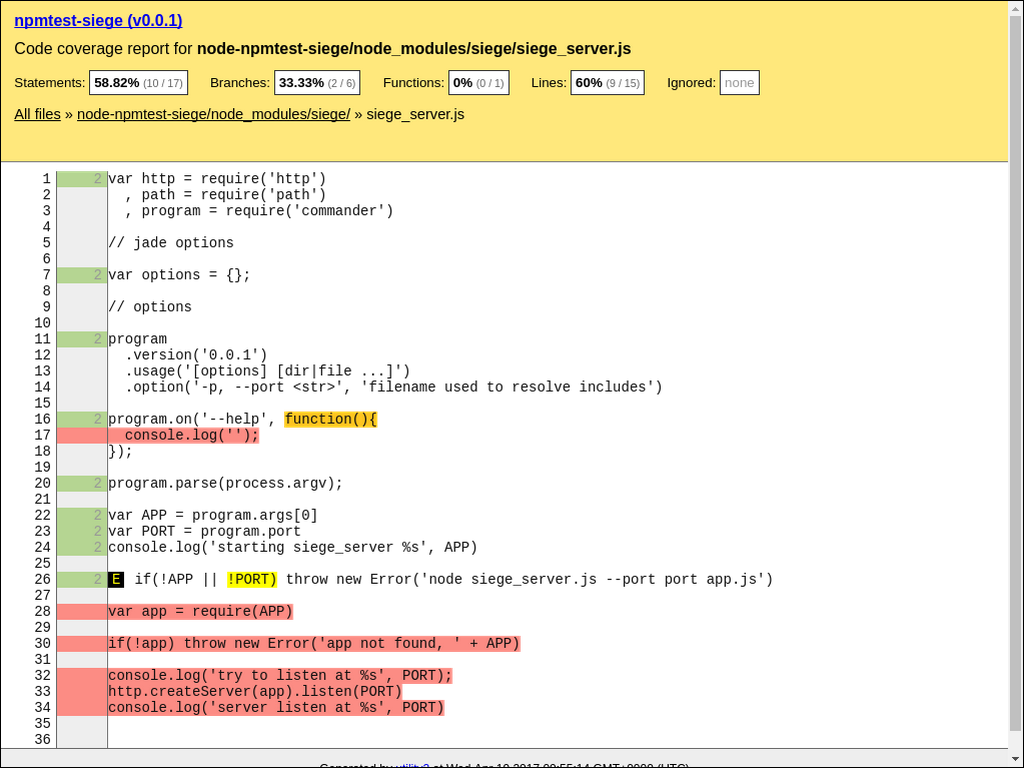 npmtest-siege (v0.0.1)
Code coverage report for node-npmtest-siege/node_modules/siege/siege_server.js
Statements: 58.82% (10 / 17) Branches: 33.33% (2 / 6) Functions: 0% (0 / 1) Lines: 60% (9 / 15) Ignored: none
All files » node-npmtest-siege/node_modules/siege/ » siege_server.js
1 2 var http = require('http')
2 , path = require('path')
3 , program = require('commander')
4
5 // jade options
6
7 2 var options = {};
8
9 // options
10
11 2 program
12 .version('0.0.1')
13 .usage('[options] [dir|file ...]')
14 .option('-p, --port <str>', 'filename used to resolve includes')
15
16 2 program.on('--help', function(){
17 console.log('');
18 });
19
20 2 program.parse(process.argv);
21
22 2 var APP = program.args[0]
23 2 var PORT = program.port
24 2 console.log('starting siege_server %s', APP)
25
26 2 E if(!APP || !PORT) throw new Error('node siege_server.js --port port app.js')
27
28 var app = require(APP)
29
30 if(!app) throw new Error('app not found, ' + APP)
31
32 console.log('try to listen at %s', PORT);
33 http.createServer(app).listen(PORT)
34 console.log('server listen at %s', PORT)
35
36